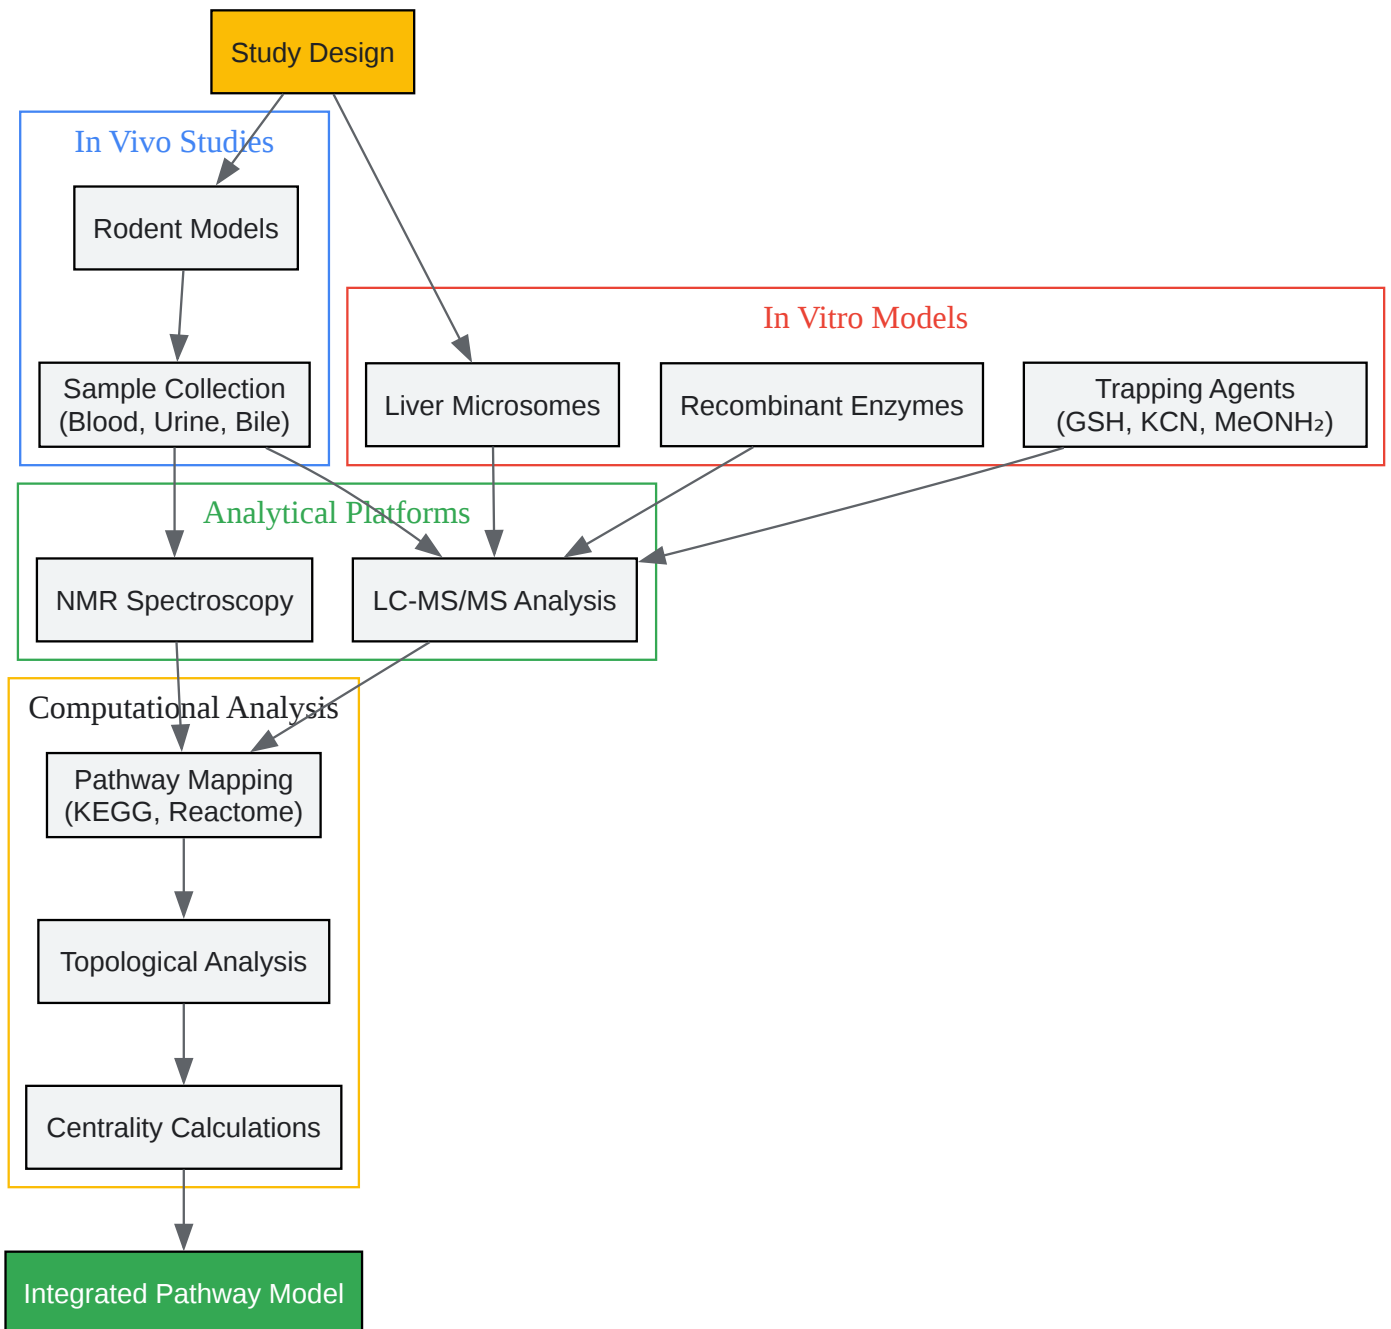 Study Design
In Vivo Studies
Rodent Models
In Vitro Models
Sample Collection
(Blood, Urine, Bile)
Liver Microsomes
Recombinant Enzymes
Trapping Agents
(GSH, KCN, MeONH₂)
Analytical Platforms
NMR Spectroscopy
LC-MS/MS Analysis
Computational Analysis
Pathway Mapping
(KEGG, Reactome)
Topological Analysis
Centrality Calculations
Integrated Pathway Model